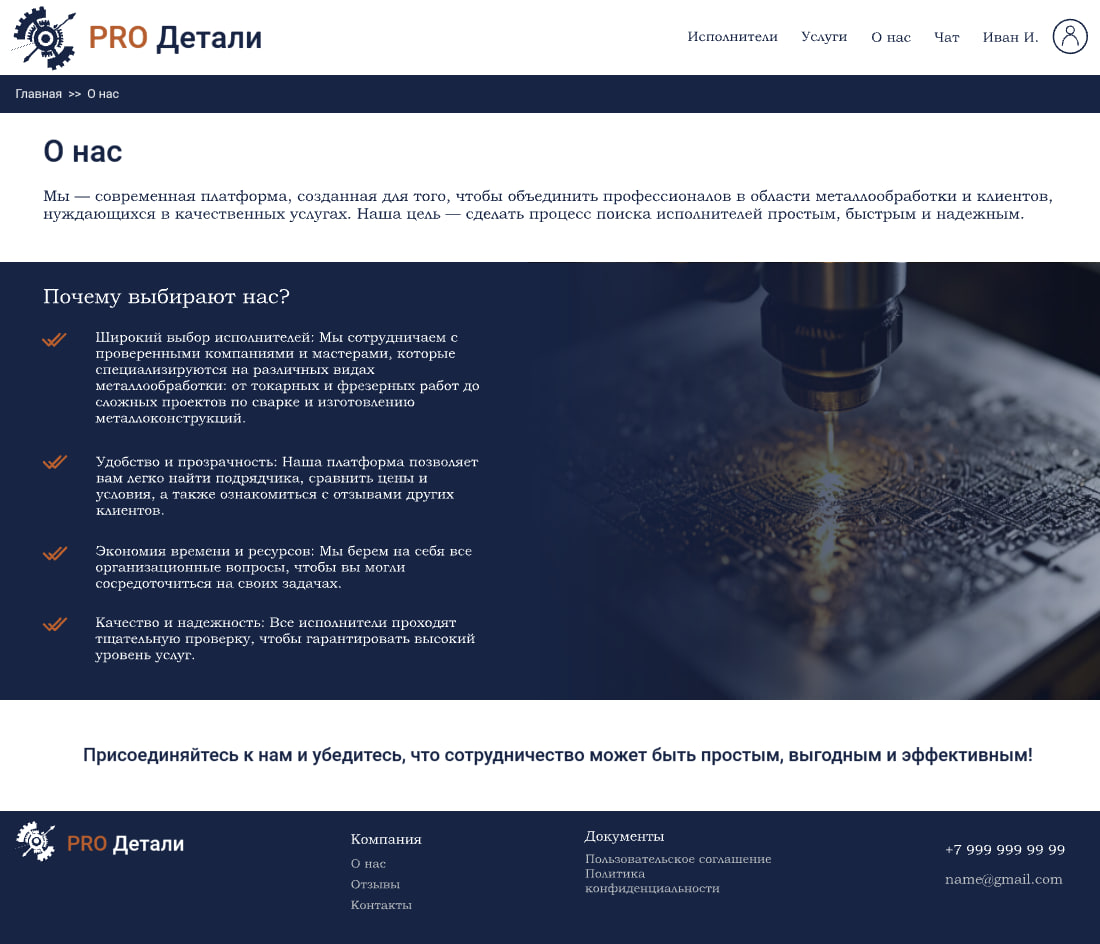 PRO Детали
Исполнители Услуги О нас Чат Иван И.
Главная >> О нас
О нас
Мы — современная платформа, созданная для того, чтобы объединить профессионалов в области металлообработки и клиентов,
нуждающихся в качественных услугах. Наша цель — сделать процесс поиска исполнителей простым, быстрым и надежным.
Почему выбирают нас?
Широкий выбор исполнителей: Мы сотрудничаем с
проверенными компаниями и мастерами, которые
специализируются на различных видах
металлообработки: от токарных и фрезерных работ до
сложных проектов по сварке и изготовлению
металлоконструкций.
Удобство и прозрачность: Наша платформа позволяет
вам легко найти подрядчика, сравнить цены и
условия, а также ознакомиться с отзывами других
клиентов.
Экономия времени и ресурсов: Мы берем на себя все
организационные вопросы, чтобы вы могли
сосредоточиться на своих задачах.
Качество и надежность: Все исполнители проходят
тщательную проверку, чтобы гарантировать высокий
уровень услуг.
Присоединяйтесь к нам и убедитесь, что сотрудничество может быть простым, выгодным и эффективным!
PRO Детали
Компания
О нас
Отзывы
Контакты
Документы
Пользовательское соглашение
Политика
конфиденциальности
+7 999 999 99 99
name@gmail.com